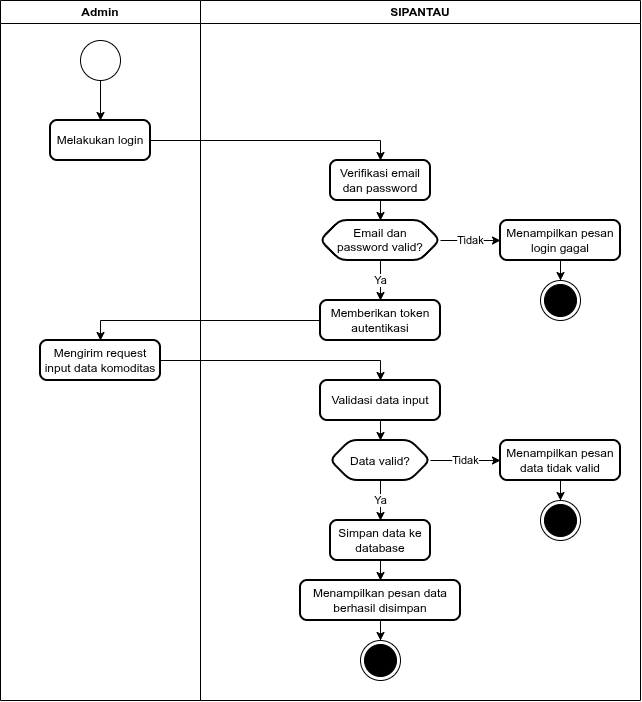 Admin
SIPANTAU
Melakukan login
Verifikasi email
dan password
Email dan
password valid?
Tidak
Menampilkan pesan
login gagal
Ya
Memberikan token
autentikasi
Mengirim request
input data komoditas
Validasi data input
Data valid?
Tidak
Menampilkan pesan
data tidak valid
Ya
Simpan data ke
database
Menampilkan pesan data
berhasil disimpan